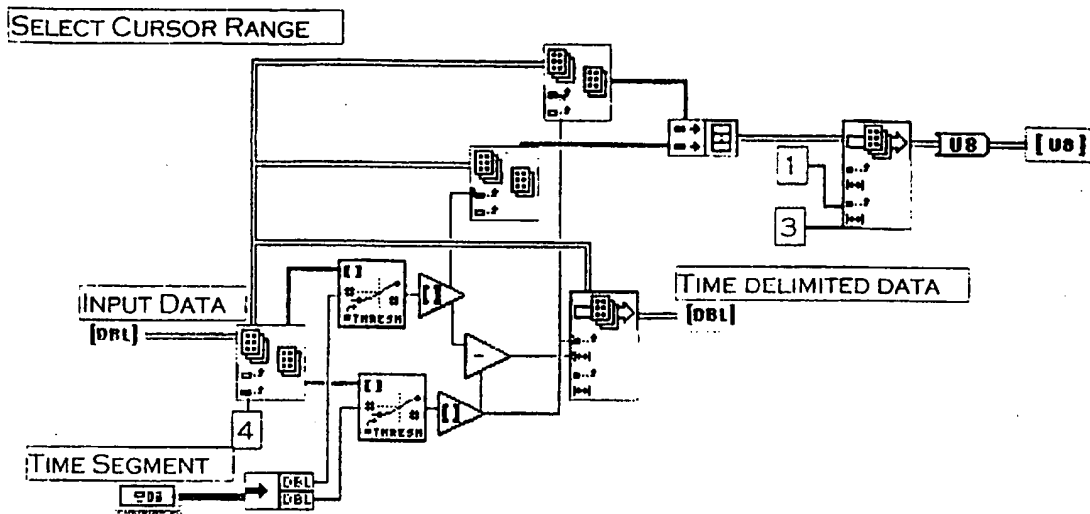 SELECT CURSOR RANGE
1
U8
[U8]
3
TIME DELIMITED DATA
[DBL]
INPUT DATA
[DBL]
[ ]
[ ]
-
[ ]
[ ]
4
TIME SEGMENT
DBL
DBL